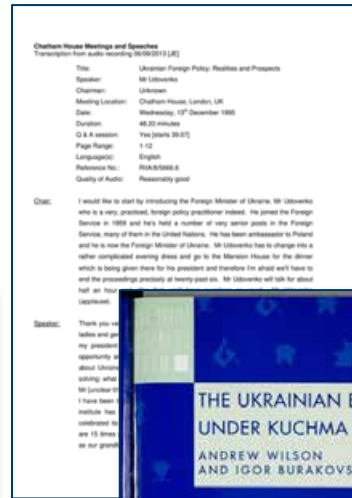 Chatham House Meetings and Speeches
Transcription from audio recording 06/09/2013 [JE]
Title: Ukrainian Foreign Policy: Realities and Prospects
Speaker: Mr Udovenko
Chairman: Unknown
Meeting Location: Chatham House, London, UK
Date: Wednesday, 13th December 1995
Duration: 46.20 minutes
Q & A session: Yes [starts 39.07]
Page Range: 1-12
Language(s): English
Reference No.: RIIA/8/5666.6
Quality of Audio: Reasonably good
Chair: I would like to start by introducing the Foreign Minister of Ukraine, Mr Udovenko
who is a very, practiced, foreign policy practitioner indeed. He joined the Foreign
Service in 1959 and he's held a number of very senior posts in the Foreign
Service, many of them in the United Nations. He has been ambassador to Poland
and he is now the Foreign Minister of Ukraine. Mr Udovenko has to change into a
rather complicated evening dress and go to the Mansion House for the dinner
which is being given there for his president and therefore I'm afraid we'll have to
end the proceedings precisely at twenty-past six. Mr Udovenko will talk for about
half an hour
(applause).
Speaker: Thank you
ladies and
my president
opportunity
about Ukraine
solving; what
Mr [unclear
I have been
institute has
celebrated its
are 15 times
as our
THE UKRAINIAN E
UNDER KUCHMA
ANDREW WILSON
AND IGOR BURAKOVS